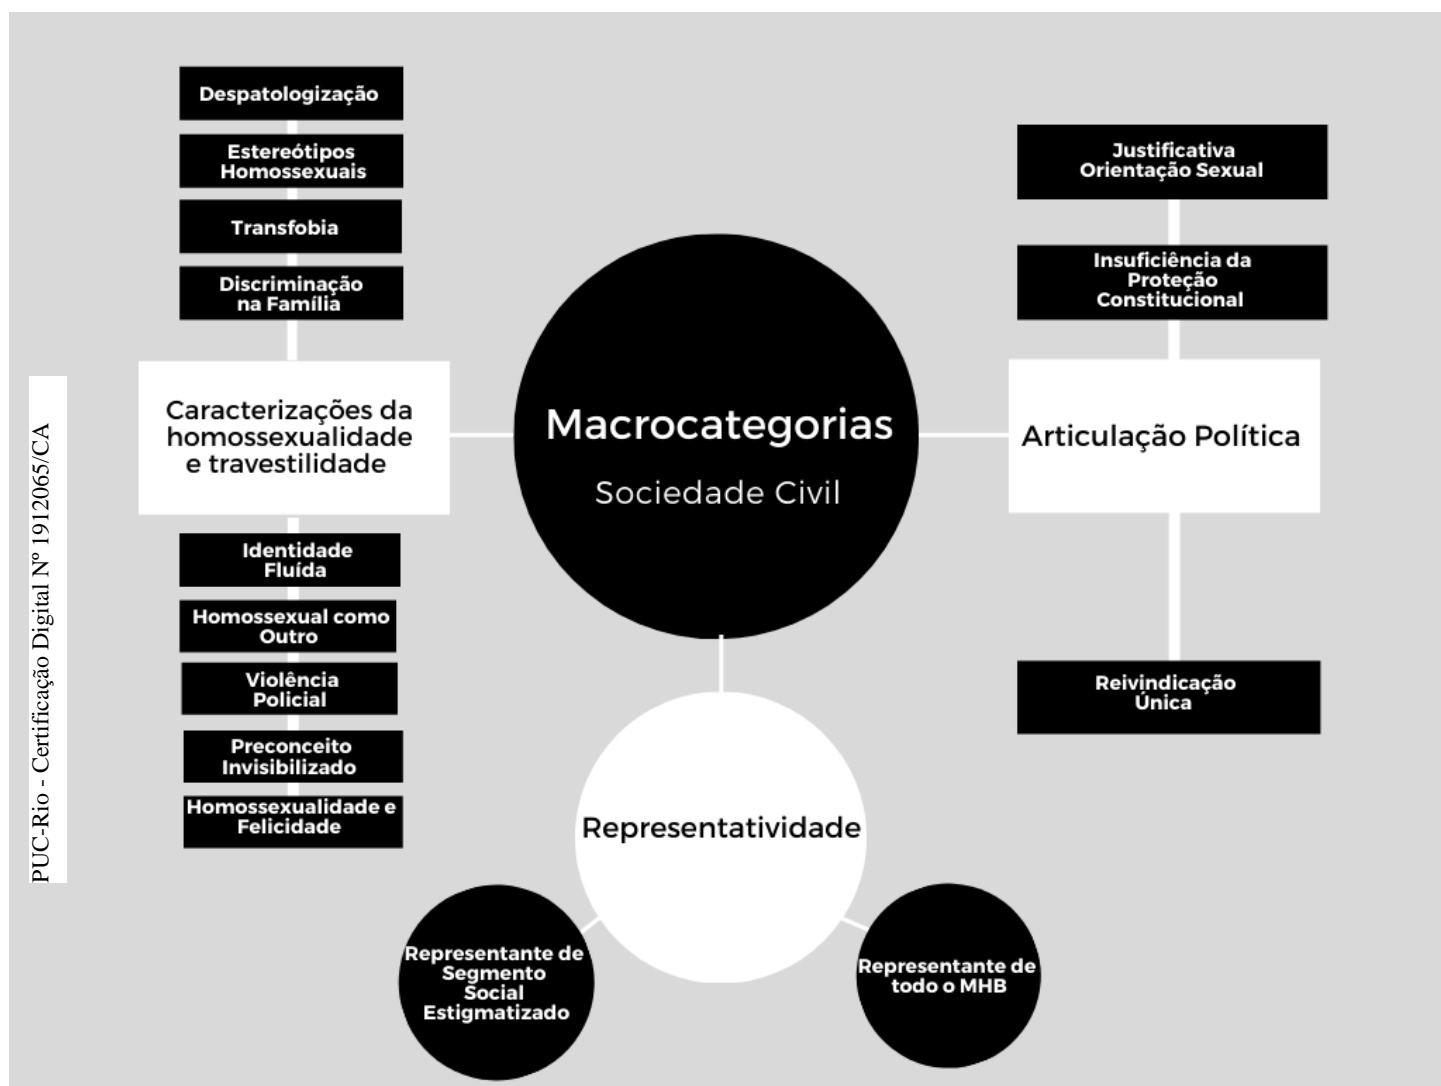 Despatologização
Estereótipos
Homossexuais
Transfobia
Discriminação
na Família
Caracterizações da
homossexualidade
e travestilidade
Identidade
Fluída
Homossexual como
Outro
Violência
Policial
Preconceito
Invisibilizado
Homossexualidade e
Felicidade
Macrocategorias
Sociedade Civil
Justificativa
Orientação Sexual
Insuficiência da
Proteção
Constitucional
Articulação Política
Reivindicação
Única
Representatividade
Representante de
Segmento
Social
Estigmatizado
Representante de
todo o MHB
PUC-Rio - Certificação Digital Nº 1912065/CA